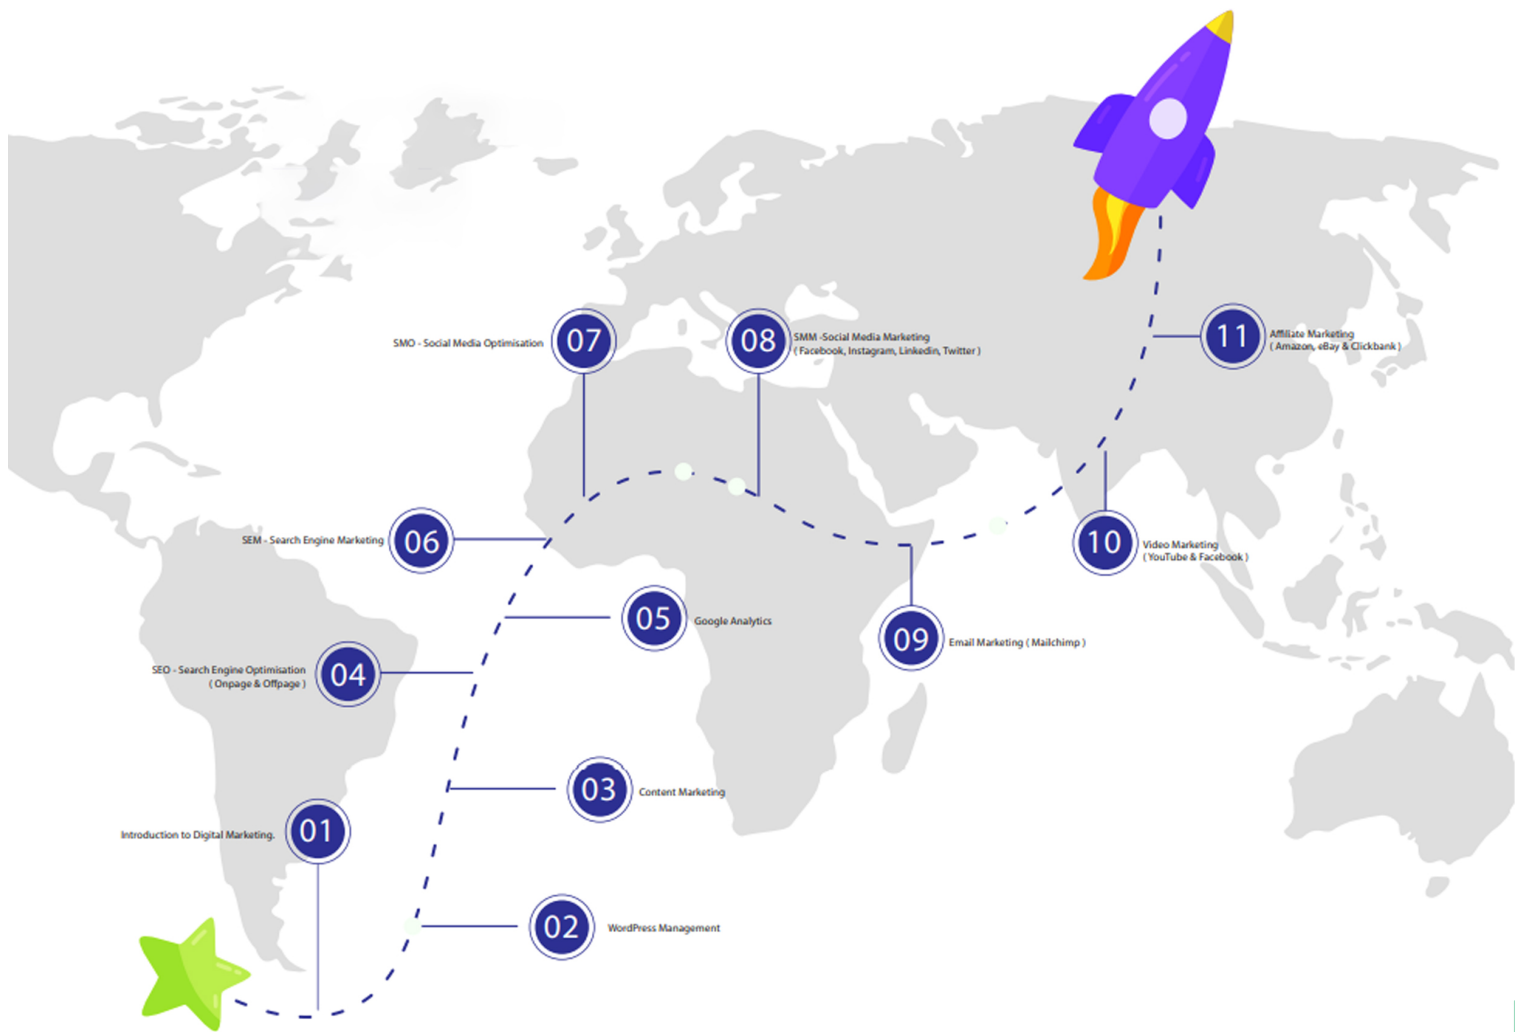 07
SMO - Social Media Optimisation
08
SMM -Social Media Marketing
( Facebook, Instagram, Linkedin, Twitter )
11
Affiliate Marketing
( Amazon, eBay & Clickbank )
06
SEM - Search Engine Marketing
10
Video Marketing
( YouTube & Facebook )
05
Google Analytics
09
Email Marketing ( Mailchimp )
04
SEO - Search Engine Optimisation
( Onpage & Offpage )
03
Content Marketing
01
Introduction to Digital Marketing.
02
WordPress Management